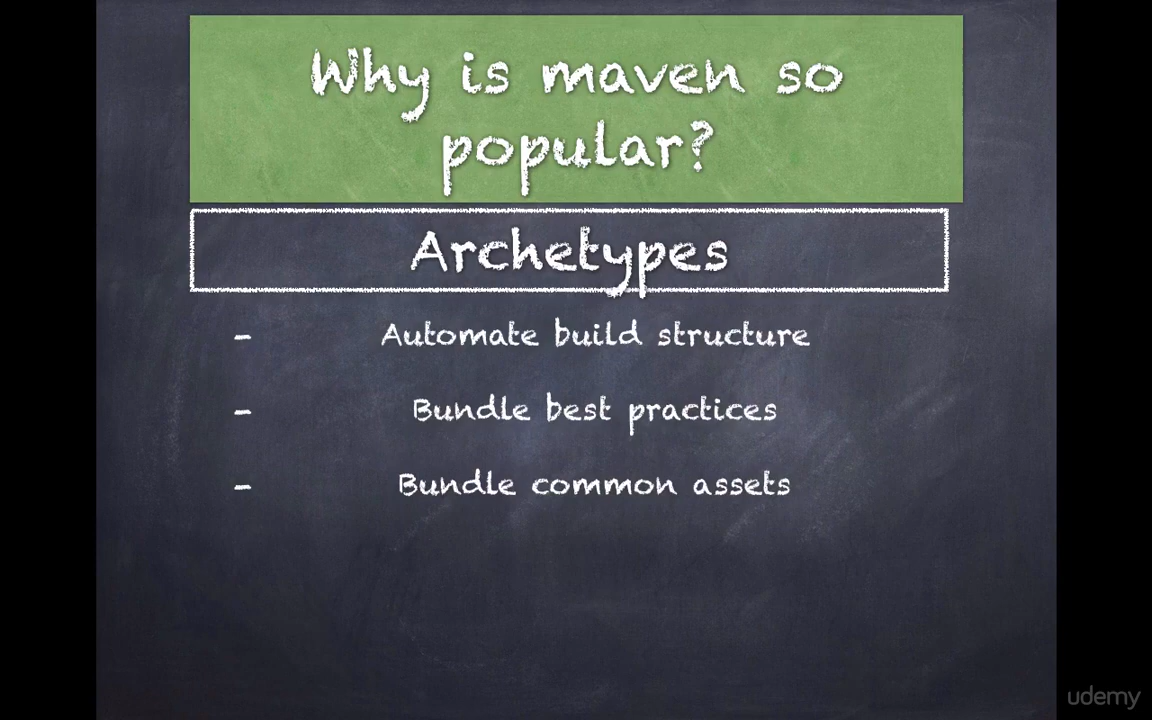 Why is maven so
popular?
Archetypes
- Automate build structure
- Bundle best practices
- Bundle common assets
udemy